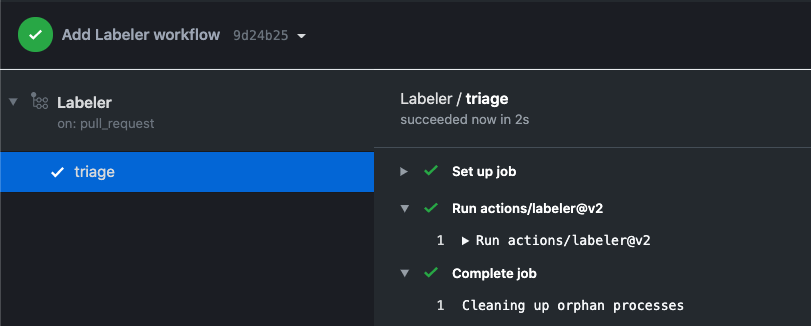 Add Labeler workflow 9d24b25
Labeler
on: pull_request
triage
Labeler / triage
succeeded now in 2s
Set up job
Run actions/labeler@v2
1 Run actions/labeler@v2
Complete job
1 Cleaning up orphan processes